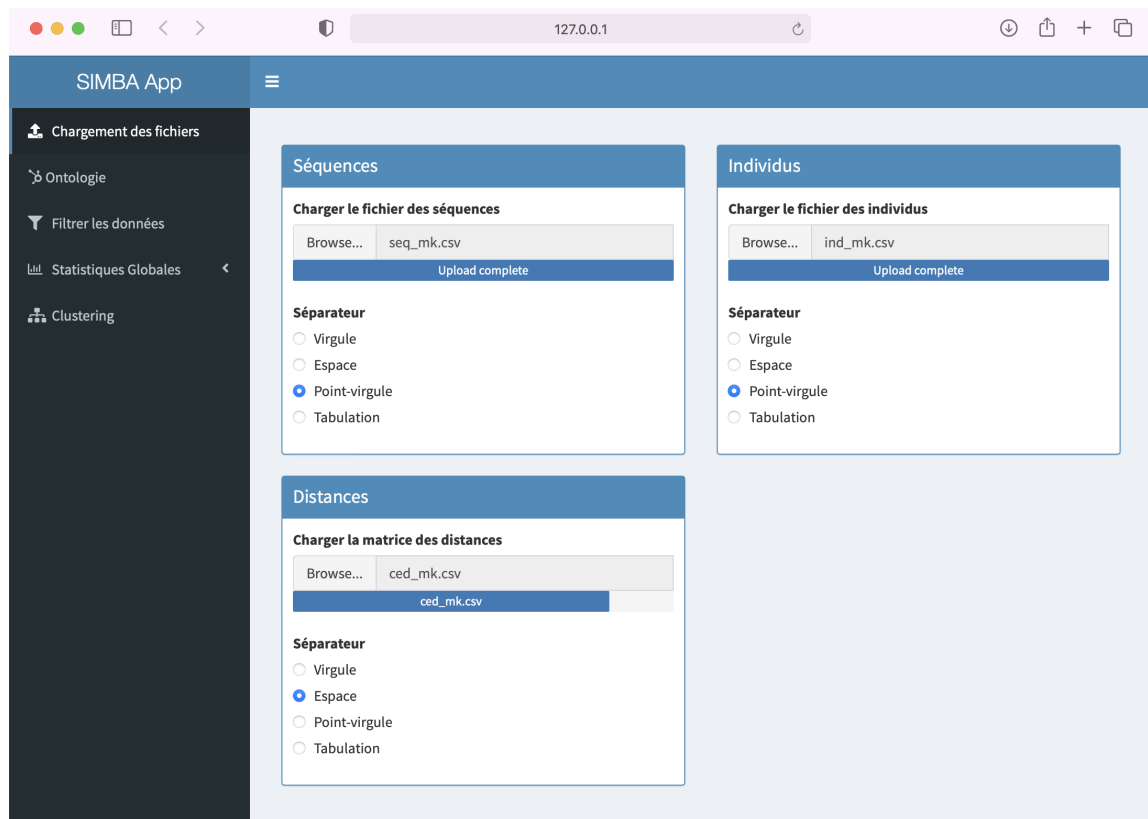 127.0.0.1
SIMBA App
Chargement des fichiers
Ontologie
Filtrer les données
Statistiques Globales
Clustering
Séquences
Charger le fichier des séquences
Browse... seq_mk.csv
Upload complete
Séparateur
Virgule
Espace
Point-virgule
Tabulation
Individus
Charger le fichier des individus
Browse... ind_mk.csv
Upload complete
Séparateur
Virgule
Espace
Point-virgule
Tabulation
Distances
Charger la matrice des distances
Browse... ced_mk.csv
ced_mk.csv
Séparateur
Virgule
Espace
Point-virgule
Tabulation